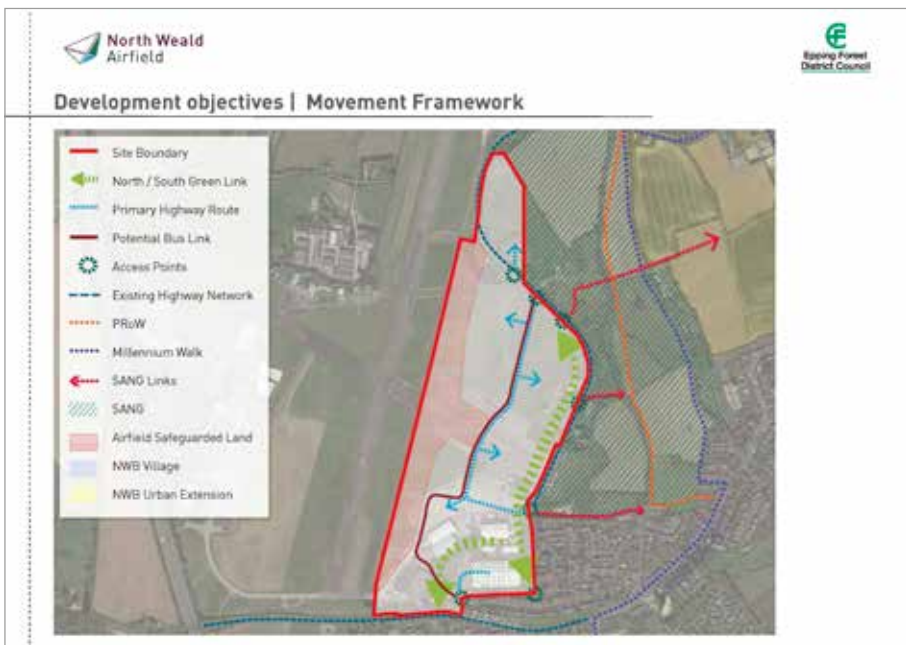 North Weald
Airfield
Epping Forest
District Council
Development objectives | Movement Framework
Site Boundary
North / South Green Link
Primary Highway Route
Potential Bus Link
Access Points
Existing Highway Network
PRoW
Millennium Walk
SANG Links
SANG
Airfield Safeguarded Land
NWB Village
NWB Urban Extension